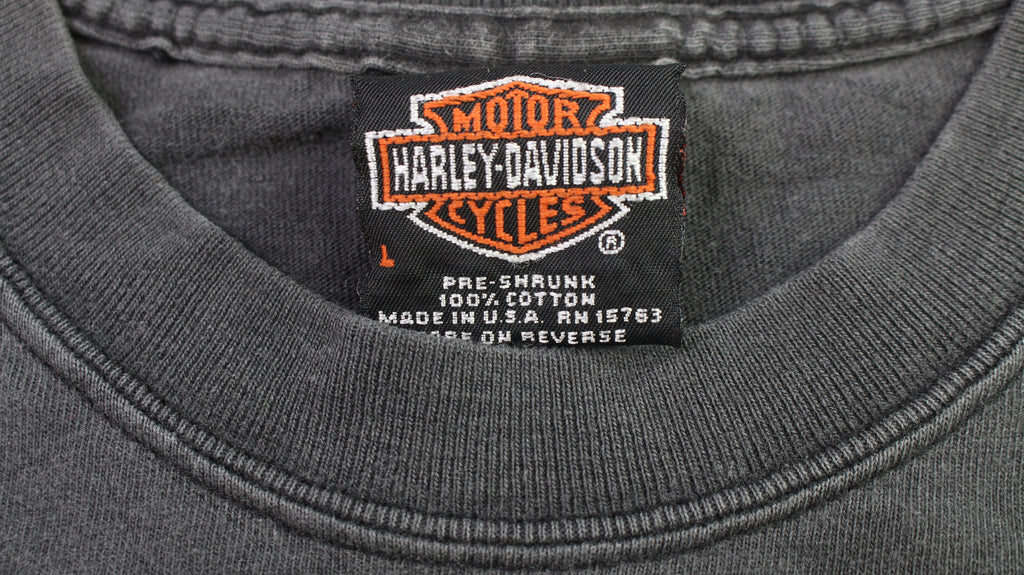 MOTOR
HARLEY-DAVIDSON
CYCLES
®
L
PRE-SHRUNK
100% COTTON
MADE IN U.S.A. RN 15763
ON REVERSE